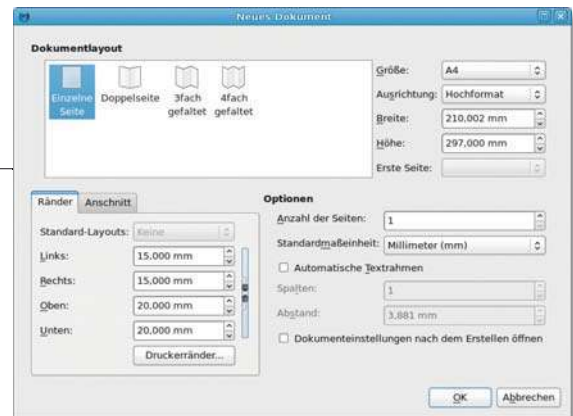 Neues Dokument
Dokumentlayout
Einzelne Seite
Doppelseite
3fach gefaltet
4fach gefaltet
Größe: A4
Ausrichtung: Hochformat
Breite: 210,002 mm
Höhe: 297,000 mm
Erste Seite:
Ränder Anschnitt
Standard-Layouts: Keine
Links: 15,000 mm
Rechts: 15,000 mm
Oben: 20,000 mm
Unten: 20,000 mm
Druckerränder...
Optionen
Anzahl der Seiten: 1
Standardmaßeinheit: Millimeter (mm)
Automatische Textrahmen
Spalten: 1
Abstand: 3,881 mm
Dokumenteinstellungen nach dem Erstellen öffnen
OK Abbrechen